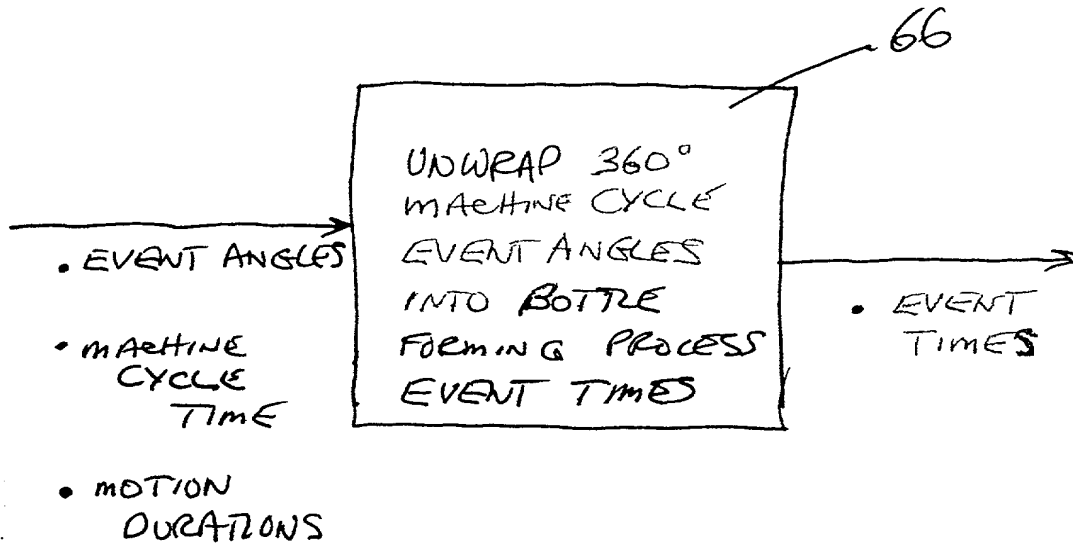 66
UNWRAP 360°
MACHINE CYCLE
EVENT ANGLES
INTO BOTTLE
FORMING PROCESS
EVENT TIMES
• EVENT ANGLES
• MACHINE
CYCLE
TIME
• MOTION
DURATIONS
• EVENT
TIMES